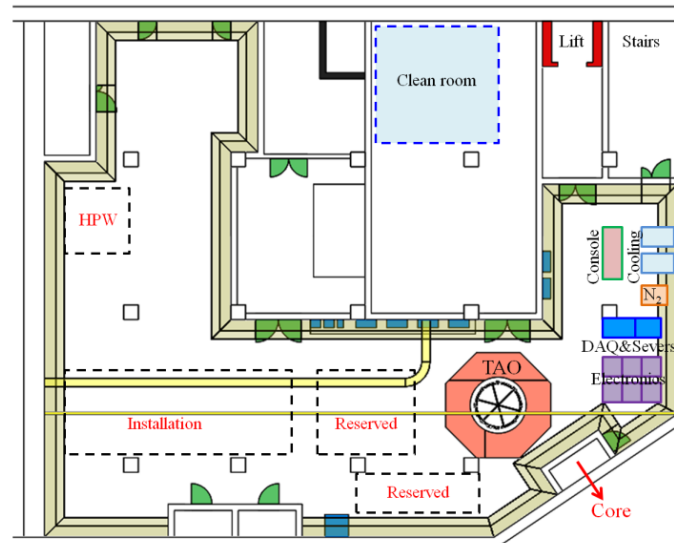 Lift
Stairs
Clean room
HPW
Console
Cooling
N2
DAQ&Severs
TAO
Electronics
Installation
Reserved
Reserved
Core